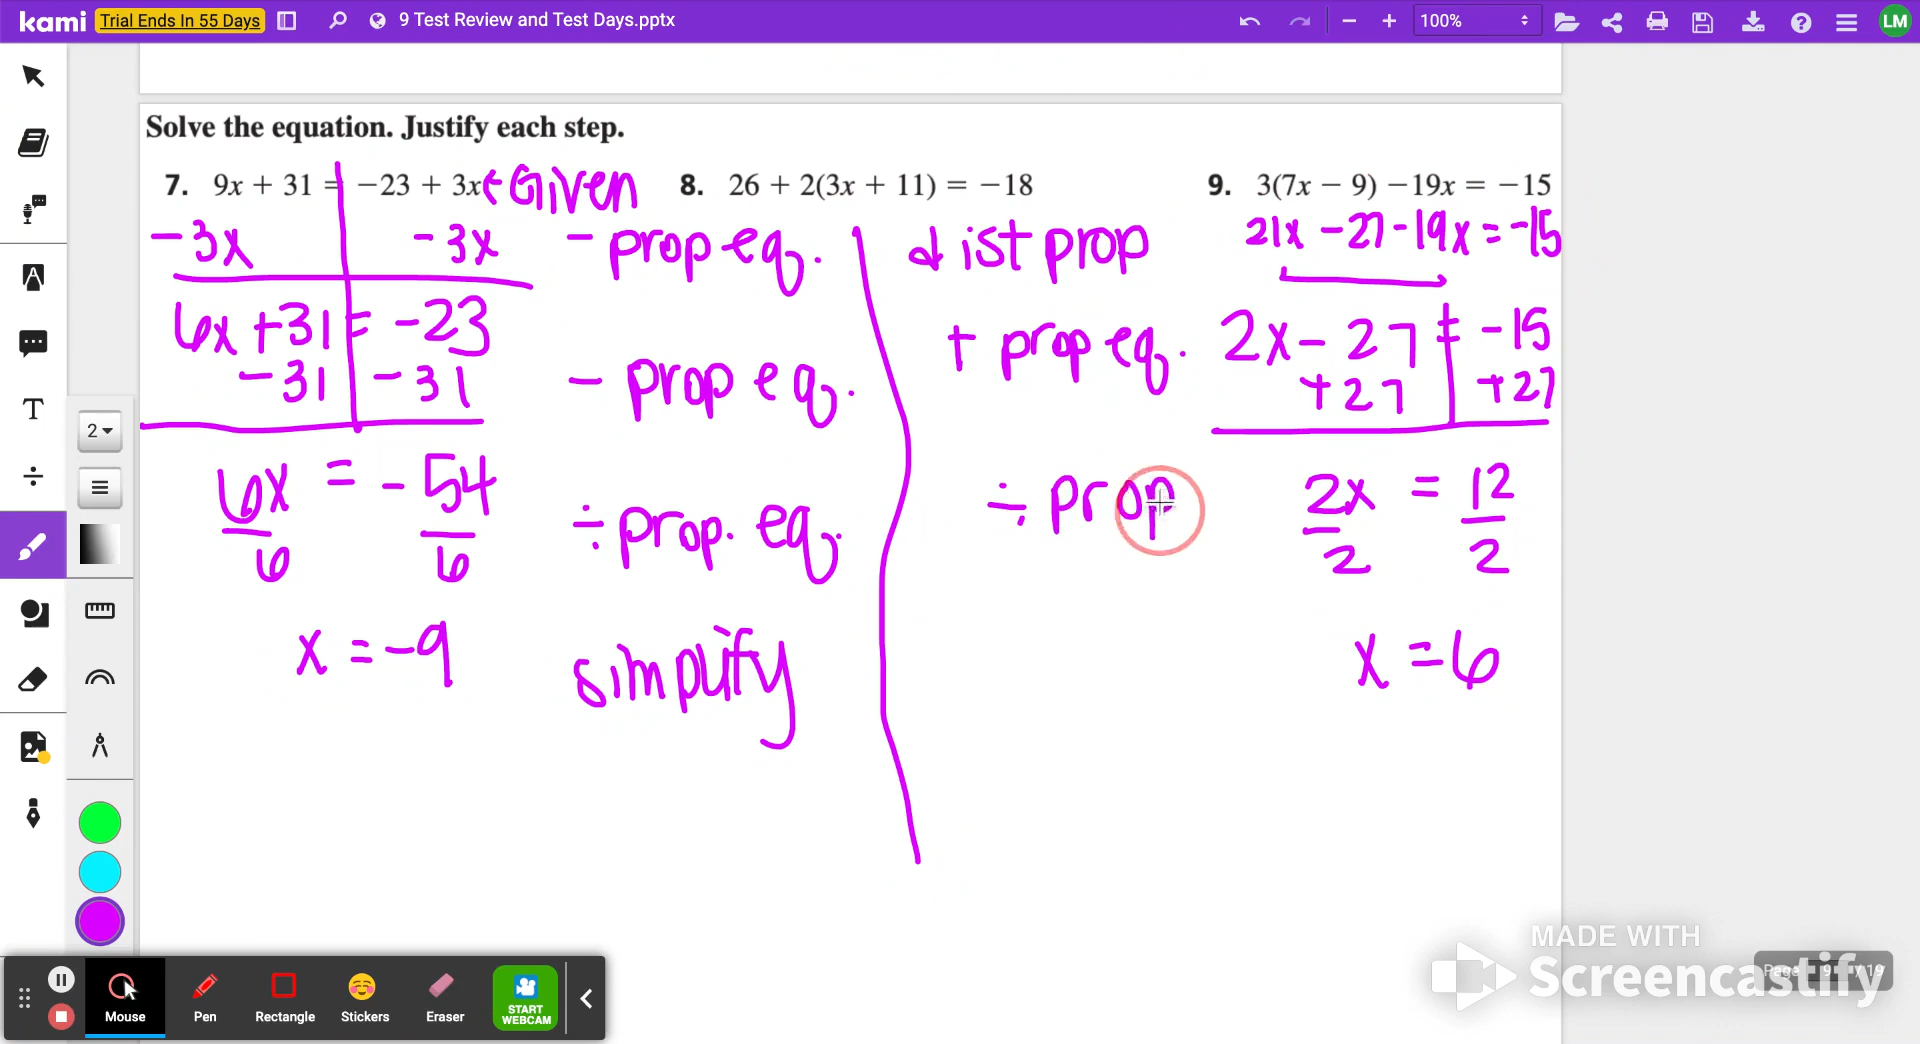 kami Trial Ends In 55 Days 9 Test Review and Test Days.pptx 100% LM
Solve the equation. Justify each step.
7. 9x + 31 = −23 + 3x ← Given
8. 26 + 2(3x + 11) = −18
9. 3(7x − 9) − 19x = −15
-3x -3x - prop eq.
dist prop 21x - 27 - 19x = -15
6x + 31 = -23
+ prop eq. 2x - 27 = -15
-31 -31 - prop eq.
+27 +27
6x = -54
6 6
÷ prop. eq.
÷ prop 2x = 12
2 2
x = -9 simplify
x = 6
T
2
MADE WITH
Screencastify
Page 9 / 19
Mouse Pen Rectangle Stickers Eraser START WEBCAM